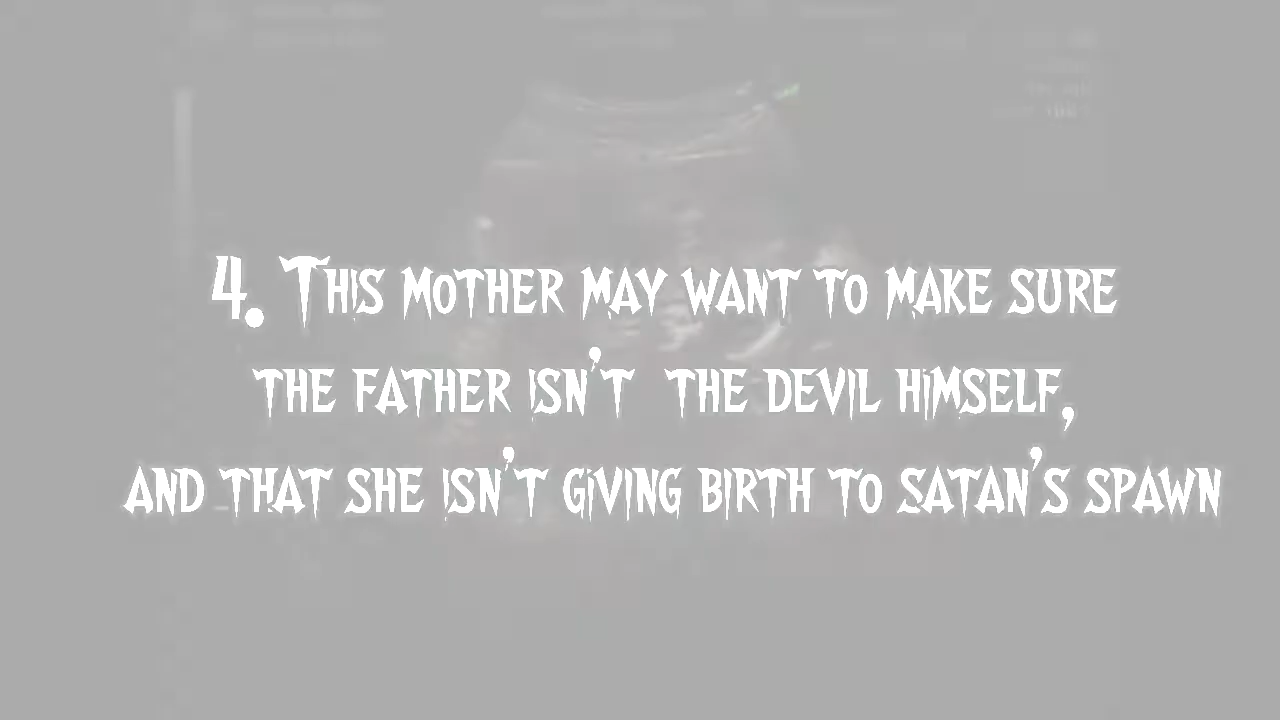 4. This mother may want to make sure
the father isn't the devil himself,
and that she isn't giving birth to Satan's spawn